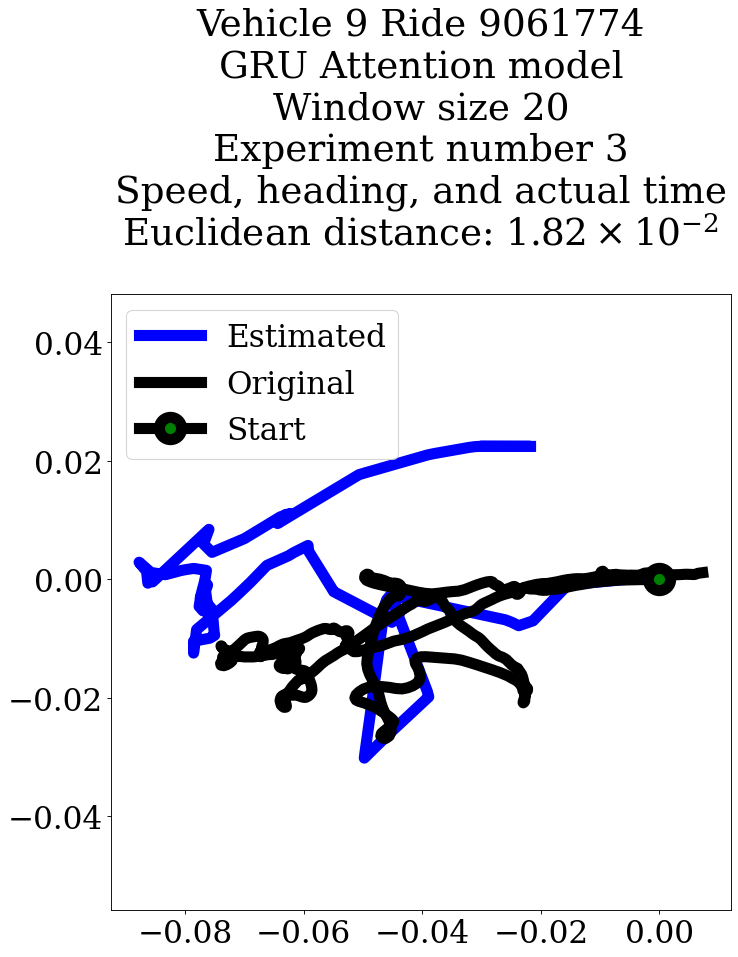 Vehicle 9 Ride 9061774
GRU Attention model
Window size 20
Experiment number 3
Speed, heading, and actual time
Euclidean distance: 1.82 × 10⁻²
Estimated
Original
Start
0.04
0.02
0.00
−0.02
−0.04
−0.08 −0.06 −0.04 −0.02 0.00